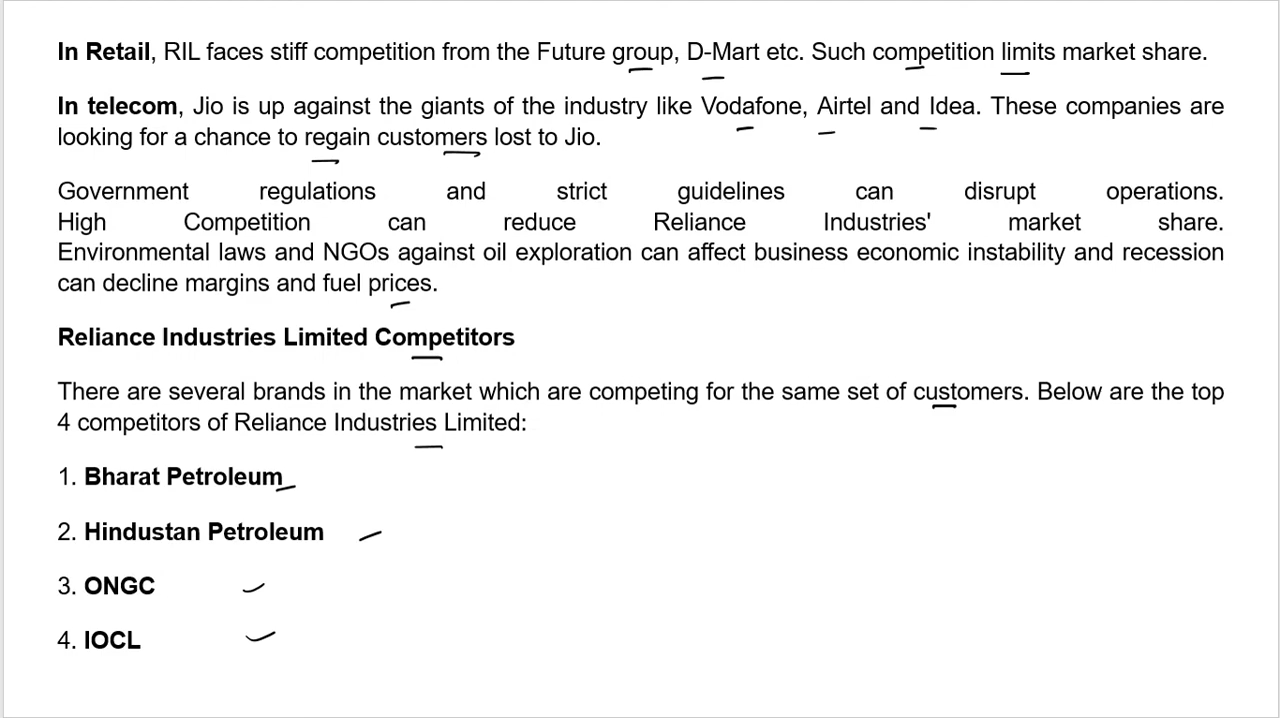 In Retail, RIL faces stiff competition from the Future group, D-Mart etc. Such competition limits market share.
In telecom, Jio is up against the giants of the industry like Vodafone, Airtel and Idea. These companies are
looking for a chance to regain customers lost to Jio.
Government regulations and strict guidelines can disrupt operations.
High Competition can reduce Reliance Industries' market share.
Environmental laws and NGOs against oil exploration can affect business economic instability and recession
can decline margins and fuel prices.
Reliance Industries Limited Competitors
There are several brands in the market which are competing for the same set of customers. Below are the top
4 competitors of Reliance Industries Limited:
1. Bharat Petroleum
2. Hindustan Petroleum
3. ONGC
4. IOCL